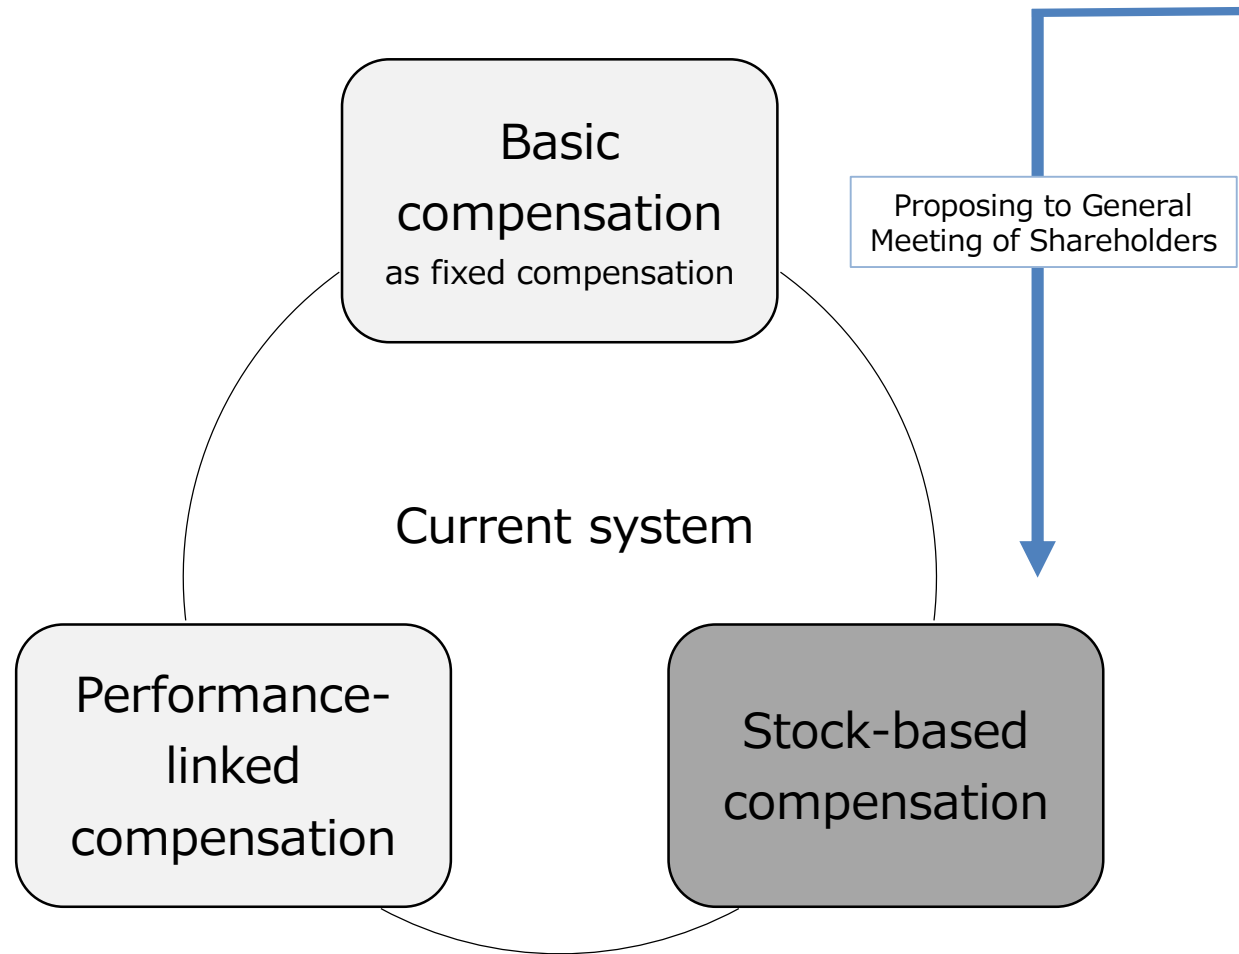 Basic
compensation
as fixed compensation
Proposing to General
Meeting of Shareholders
Current system
Performance-
linked
compensation
Stock-based
compensation